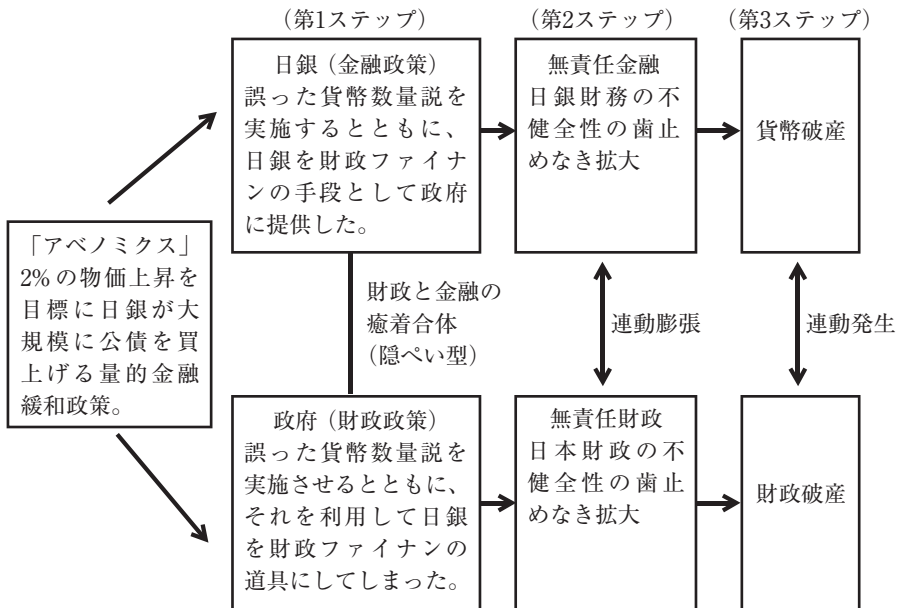 （第1ステップ）
（第2ステップ）
（第3ステップ）
日銀（金融政策）
誤った貨幣数量説を
実施するとともに、
日銀を財政ファイナ
ンの手段として政府
に提供した。
無責任金融
日銀財務の不
健全性の歯止
めなき拡大
貨幣破産
「アベノミクス」
2%の物価上昇を
目標に日銀が大
規模に公債を買
上げる量的金融
緩和政策。
財政と金融の
癒着合体
（隠ぺい型）
連動膨張
連動発生
政府（財政政策）
誤った貨幣数量説を
実施させるとともに、
それを利用して日銀
を財政ファイナンの
道具にしてしまった。
無責任財政
日本財政の不
健全性の歯止
めなき拡大
財政破産